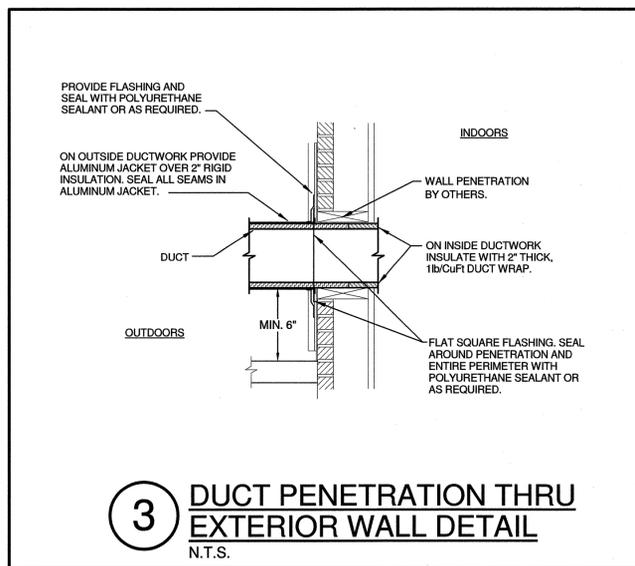 PROVIDE FLASHING AND
SEAL WITH POLYURETHANE
SEALANT OR AS REQUIRED.
INDOORS
ON OUTSIDE DUCTWORK PROVIDE
ALUMINUM JACKET OVER 2" RIGID
INSULATION. SEAL ALL SEAMS IN
ALUMINUM JACKET.
WALL PENETRATION
BY OTHERS.
DUCT
ON INSIDE DUCTWORK
INSULATE WITH 2" THICK,
1lb/CuFt DUCT WRAP.
MIN. 6"
OUTDOORS
FLAT SQUARE FLASHING. SEAL
AROUND PENETRATION AND
ENTIRE PERIMETER WITH
POLYURETHANE SEALANT OR
AS REQUIRED.
3
DUCT PENETRATION THRU
EXTERIOR WALL DETAIL
N.T.S.